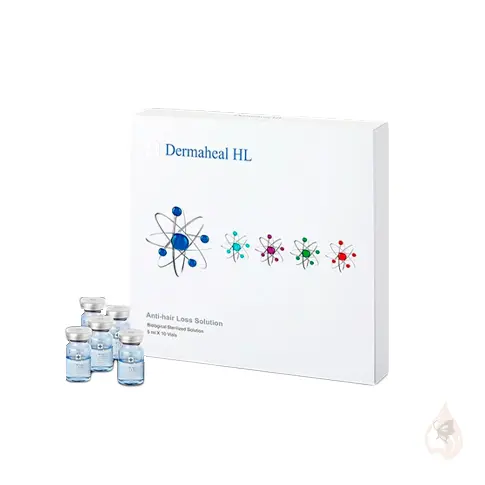 Dermaheal HL
Anti-hair Loss Solution
Biological Sterilized Solution
5 ml X 10 Vials